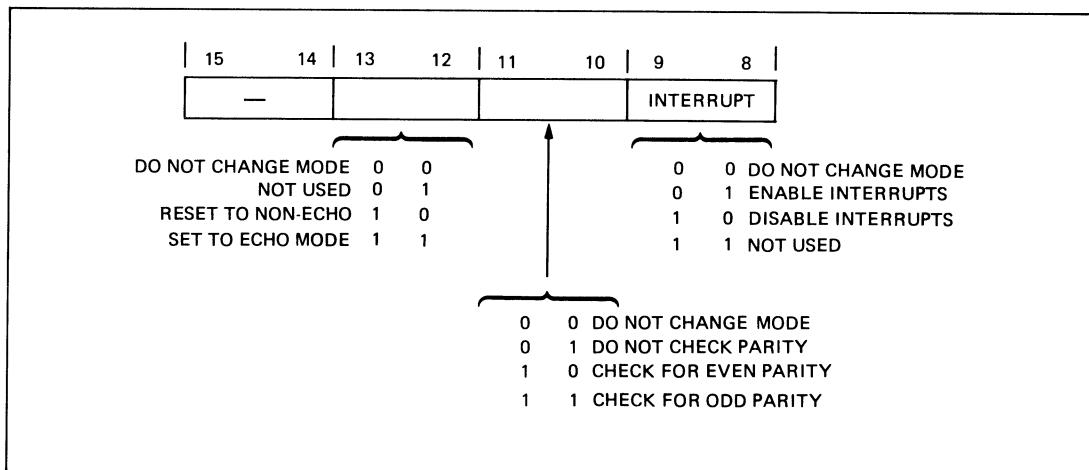 15 14 13 12 11 10 9 8
— INTERRUPT
DO NOT CHANGE MODE 0 0
NOT USED 0 1
RESET TO NON-ECHO 1 0
SET TO ECHO MODE 1 1
0 0 DO NOT CHANGE MODE
0 1 ENABLE INTERRUPTS
1 0 DISABLE INTERRUPTS
1 1 NOT USED
0 0 DO NOT CHANGE MODE
0 1 DO NOT CHECK PARITY
1 0 CHECK FOR EVEN PARITY
1 1 CHECK FOR ODD PARITY